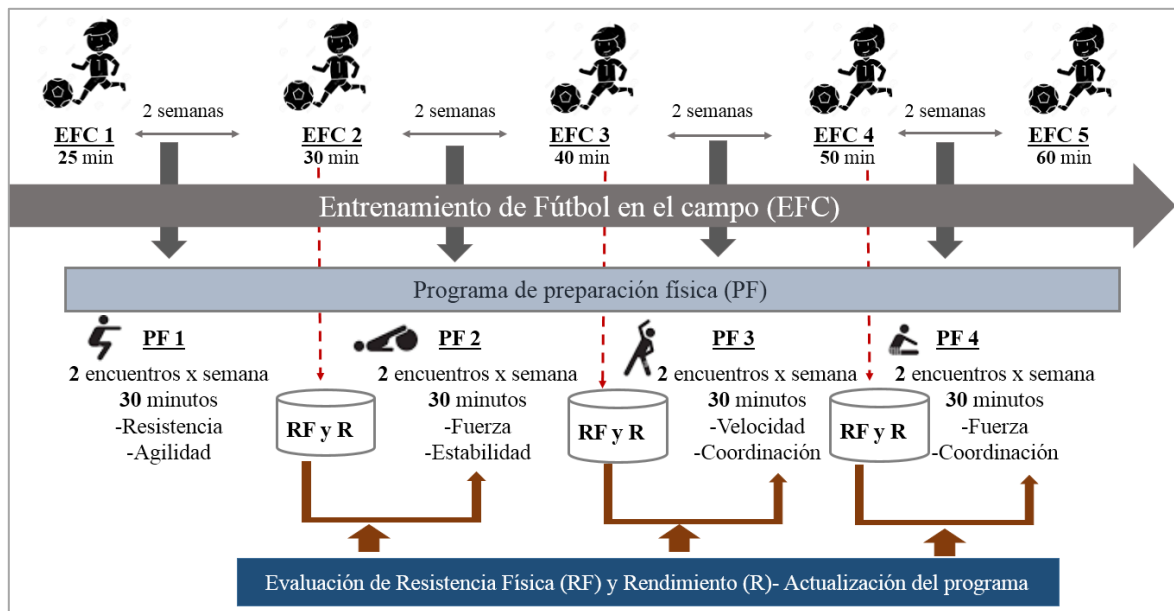 2 semanas
2 semanas
2 semanas
2 semanas
EFC 1
25 min
EFC 2
30 min
EFC 3
40 min
EFC 4
50 min
EFC 5
60 min
Entrenamiento de Fútbol en el campo (EFC)
Programa de preparación física (PF)
PF 1
2 encuentros x semana
30 minutos
-Resistencia
-Agilidad
RF y R
PF 2
2 encuentros x semana
30 minutos
-Fuerza
-Estabilidad
RF y R
PF 3
2 encuentros x semana
30 minutos
-Velocidad
-Coordinación
RF y R
PF 4
2 encuentros x semana
30 minutos
-Fuerza
-Coordinación
Evaluación de Resistencia Física (RF) y Rendimiento (R)- Actualización del programa